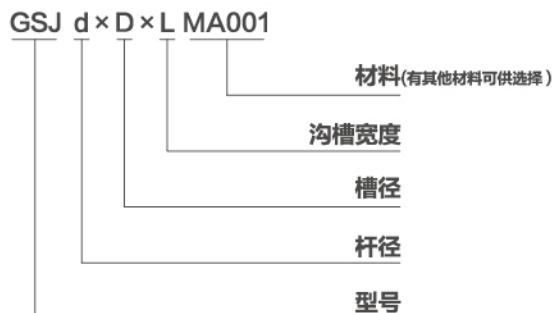 GSJ d×D×L MA001
材料(有其他材料可供选择)
沟槽宽度
槽径
杆径
型号